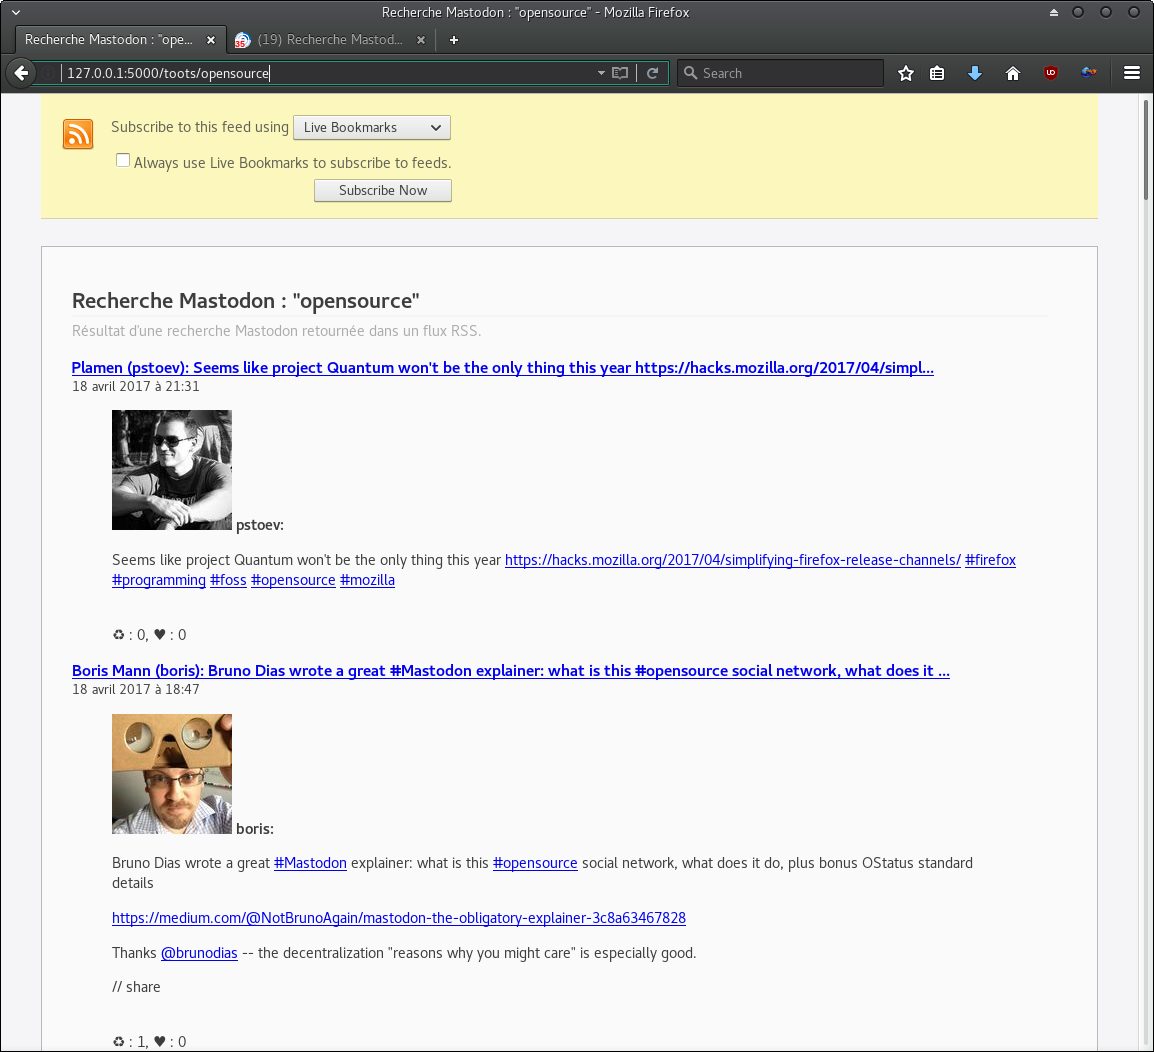 Recherche Mastodon : "opensource" - Mozilla Firefox
Recherche Mastodon : "ope...
(19) Recherche Mastod...
127.0.0.1:5000/toots/opensource
Search
Subscribe to this feed using Live Bookmarks
Always use Live Bookmarks to subscribe to feeds.
Subscribe Now
Recherche Mastodon : "opensource"
Résultat d'une recherche Mastodon retournée dans un flux RSS.
Plamen (pstoev): Seems like project Quantum won't be the only thing this year https://hacks.mozilla.org/2017/04/simpl...
18 avril 2017 à 21:31
pstoev:
Seems like project Quantum won't be the only thing this year https://hacks.mozilla.org/2017/04/simplifying-firefox-release-channels/ #firefox
#programming #foss #opensource #mozilla
♻ : 0, ♥ : 0
Boris Mann (boris): Bruno Dias wrote a great #Mastodon explainer: what is this #opensource social network, what does it ...
18 avril 2017 à 18:47
boris:
Bruno Dias wrote a great #Mastodon explainer: what is this #opensource social network, what does it do, plus bonus OStatus standard
details
https://medium.com/@NotBrunoAgain/mastodon-the-obligatory-explainer-3c8a63467828
Thanks @brunodias -- the decentralization "reasons why you might care" is especially good.
// share
♻ : 1, ♥ : 0